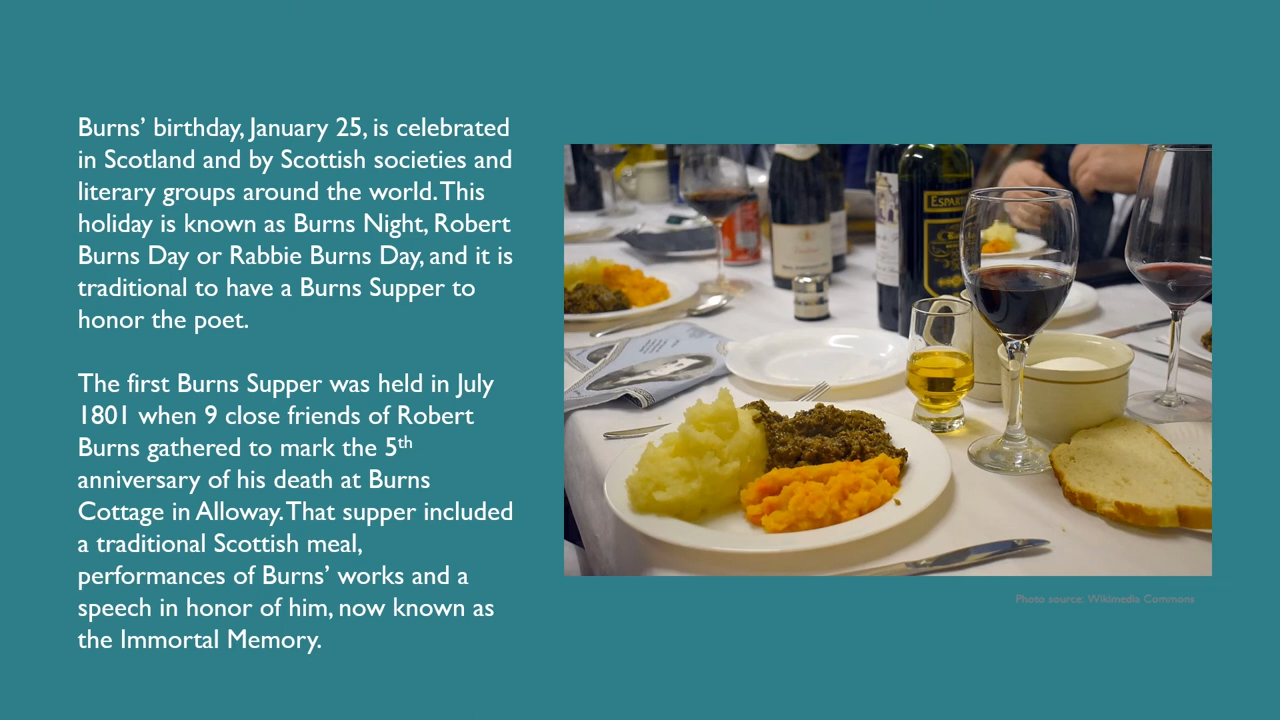 Burns’ birthday, January 25, is celebrated
in Scotland and by Scottish societies and
literary groups around the world. This
holiday is known as Burns Night, Robert
Burns Day or Rabbie Burns Day, and it is
traditional to have a Burns Supper to
honor the poet.
The first Burns Supper was held in July
1801 when 9 close friends of Robert
Burns gathered to mark the 5th
anniversary of his death at Burns
Cottage in Alloway. That supper included
a traditional Scottish meal,
performances of Burns’ works and a
speech in honor of him, now known as
the Immortal Memory.
Photo source: Wikimedia Commons